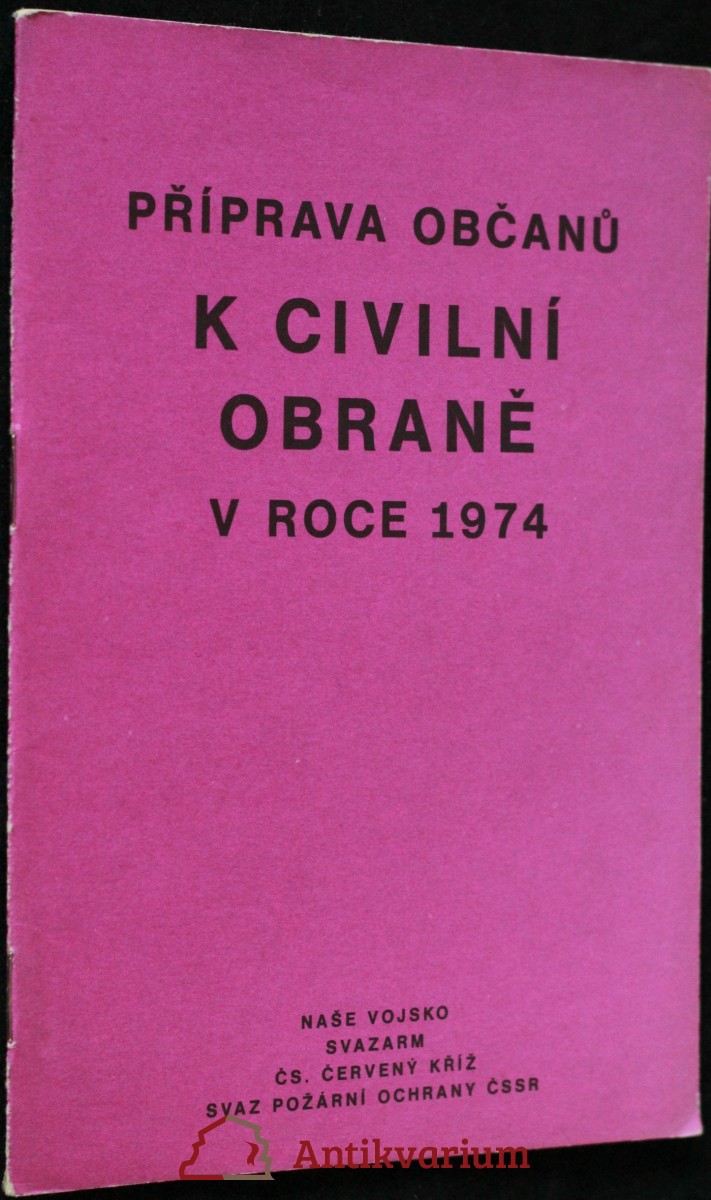 PŘÍPRAVA OBČANŮ
K CIVILNÍ
OBRANĚ
V ROCE 1974
NAŠE VOJSKO
SVAZARM
ČS. ČERVENÝ KŘÍŽ
SVAZ POŽÁRNÍ OCHRANY ČSSR
Antikvarium